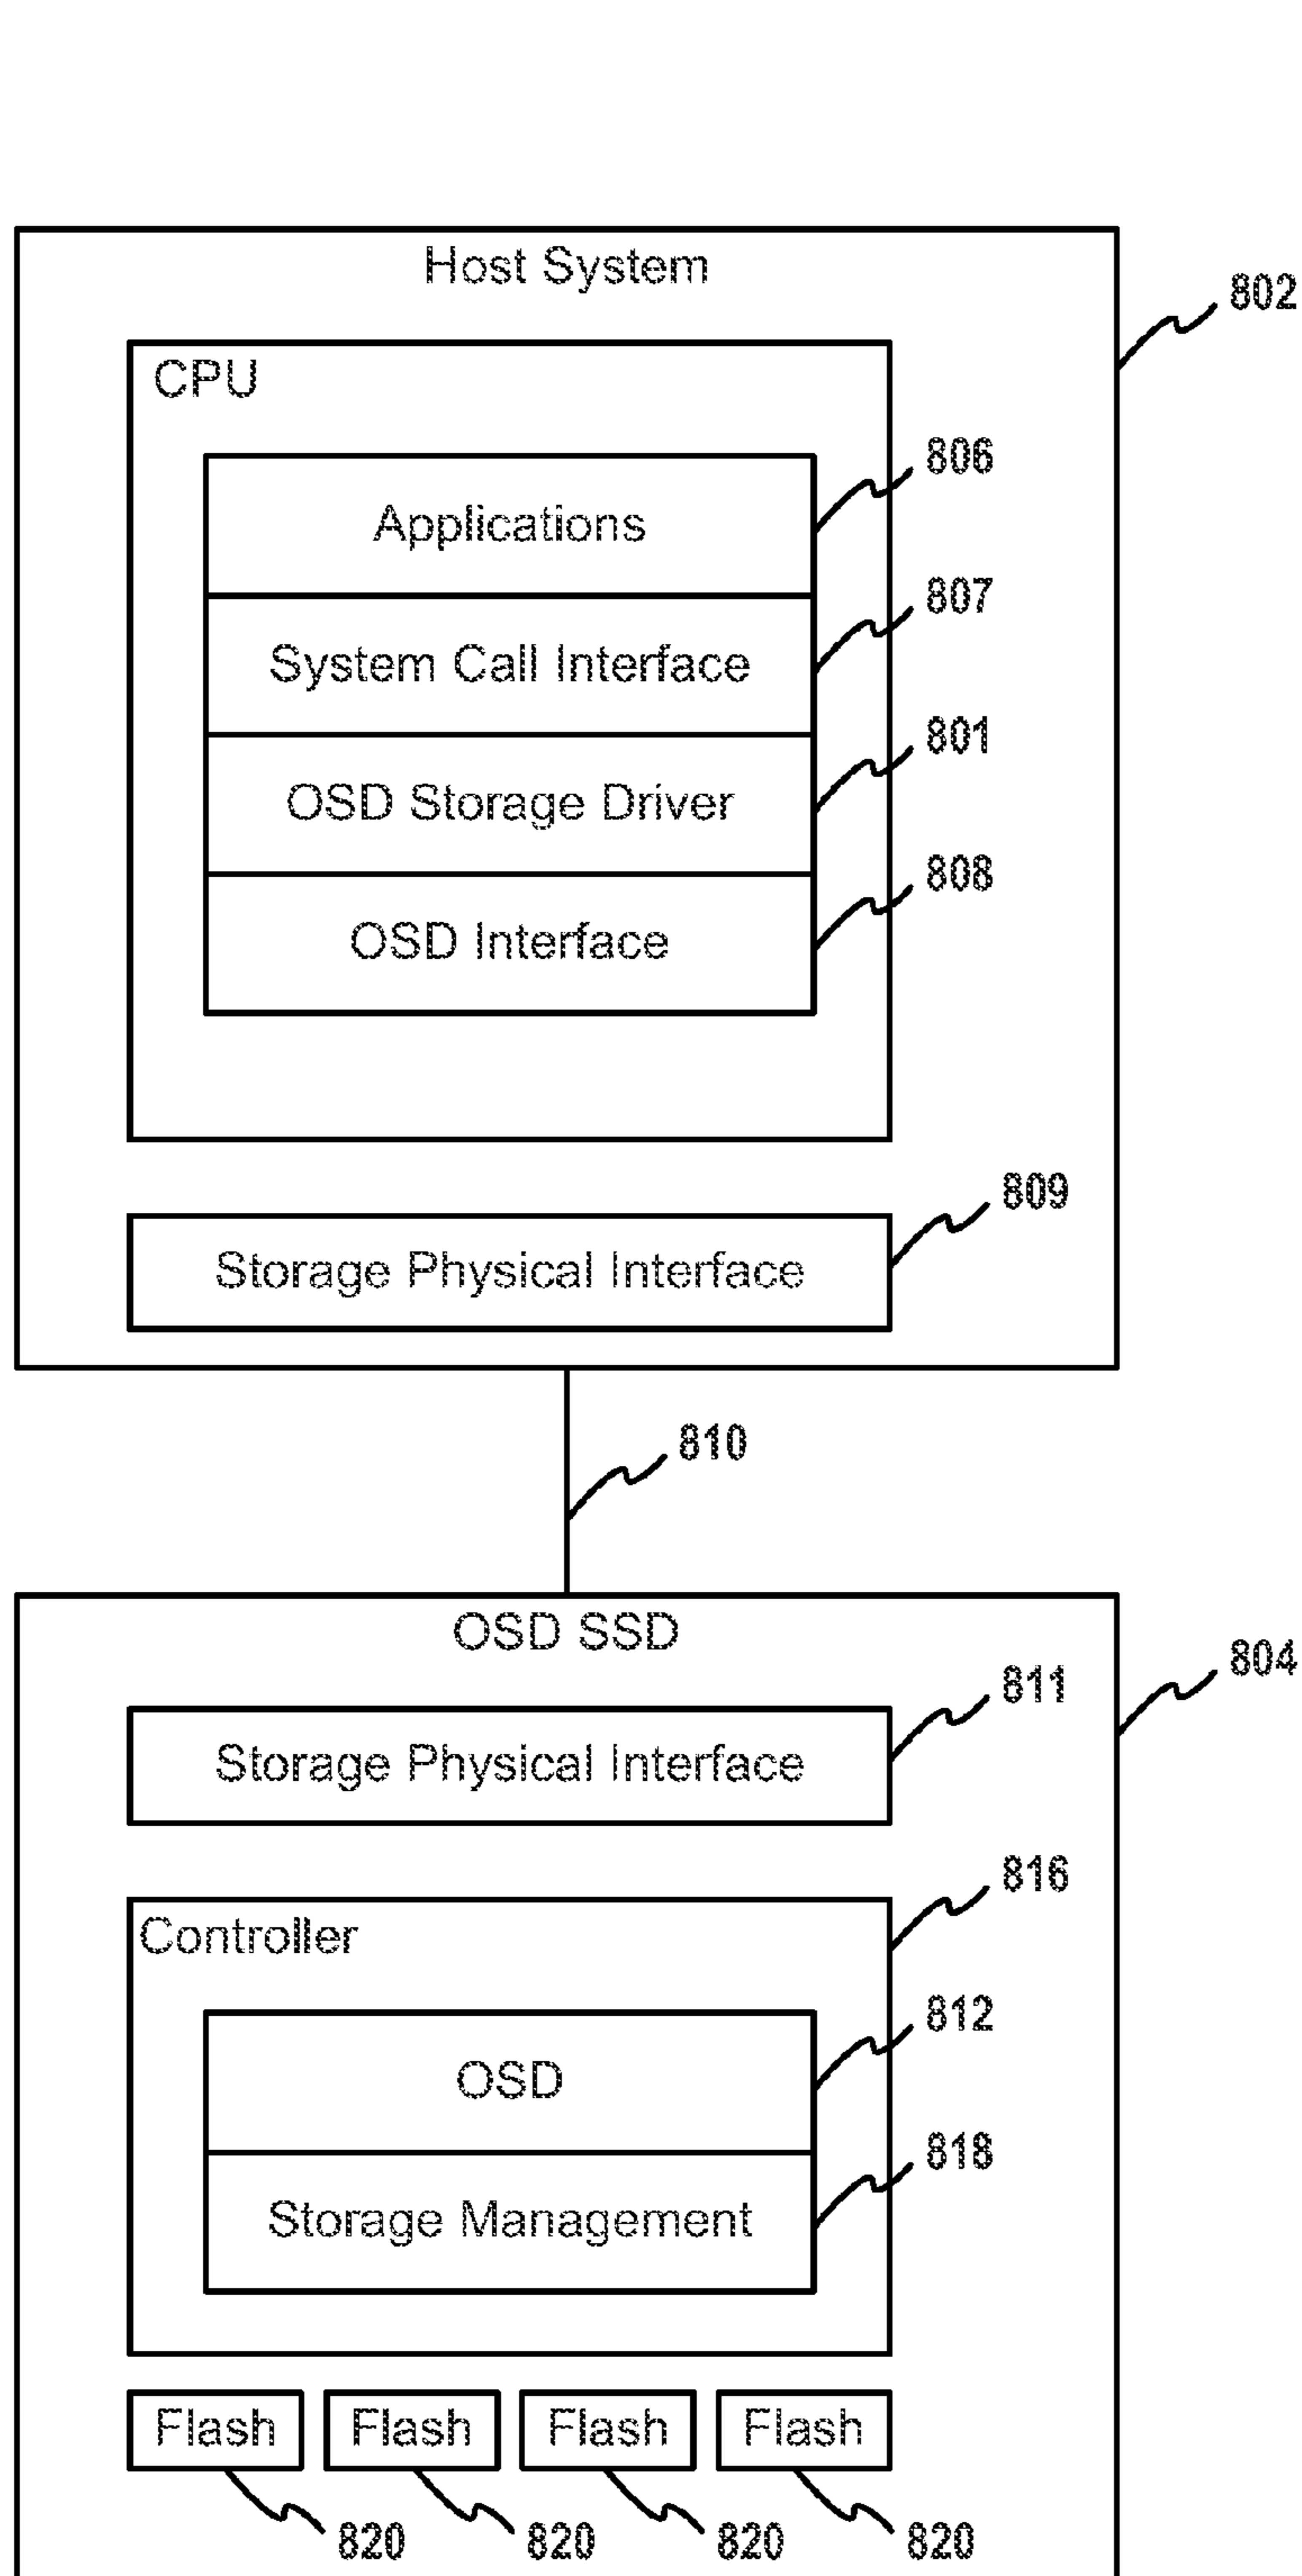 Host System
802
CPU
806
Applications
807
System Call Interface
801
OSD Storage Driver
808
OSD Interface
809
Storage Physical Interface
810
OSD SSD
804
811
Storage Physical Interface
816
Controller
812
OSD
818
Storage Management
Flash Flash Flash Flash
820 820 820 820